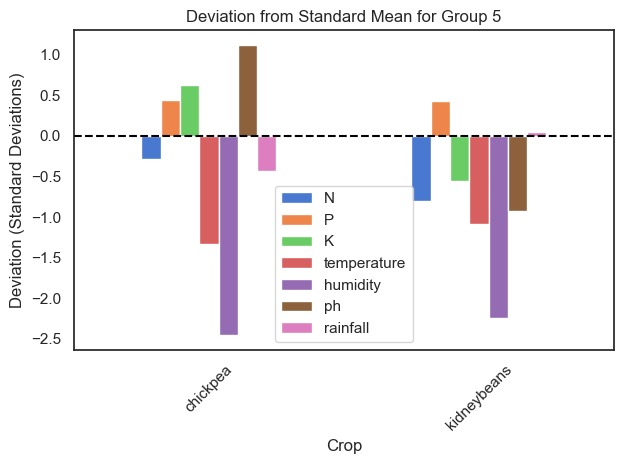 Deviation from Standard Mean for Group 5
Deviation (Standard Deviations)
1.0
0.5
0.0
−0.5
−1.0
−1.5
−2.0
−2.5
N
P
K
temperature
humidity
ph
rainfall
chickpea
kidneybeans
Crop